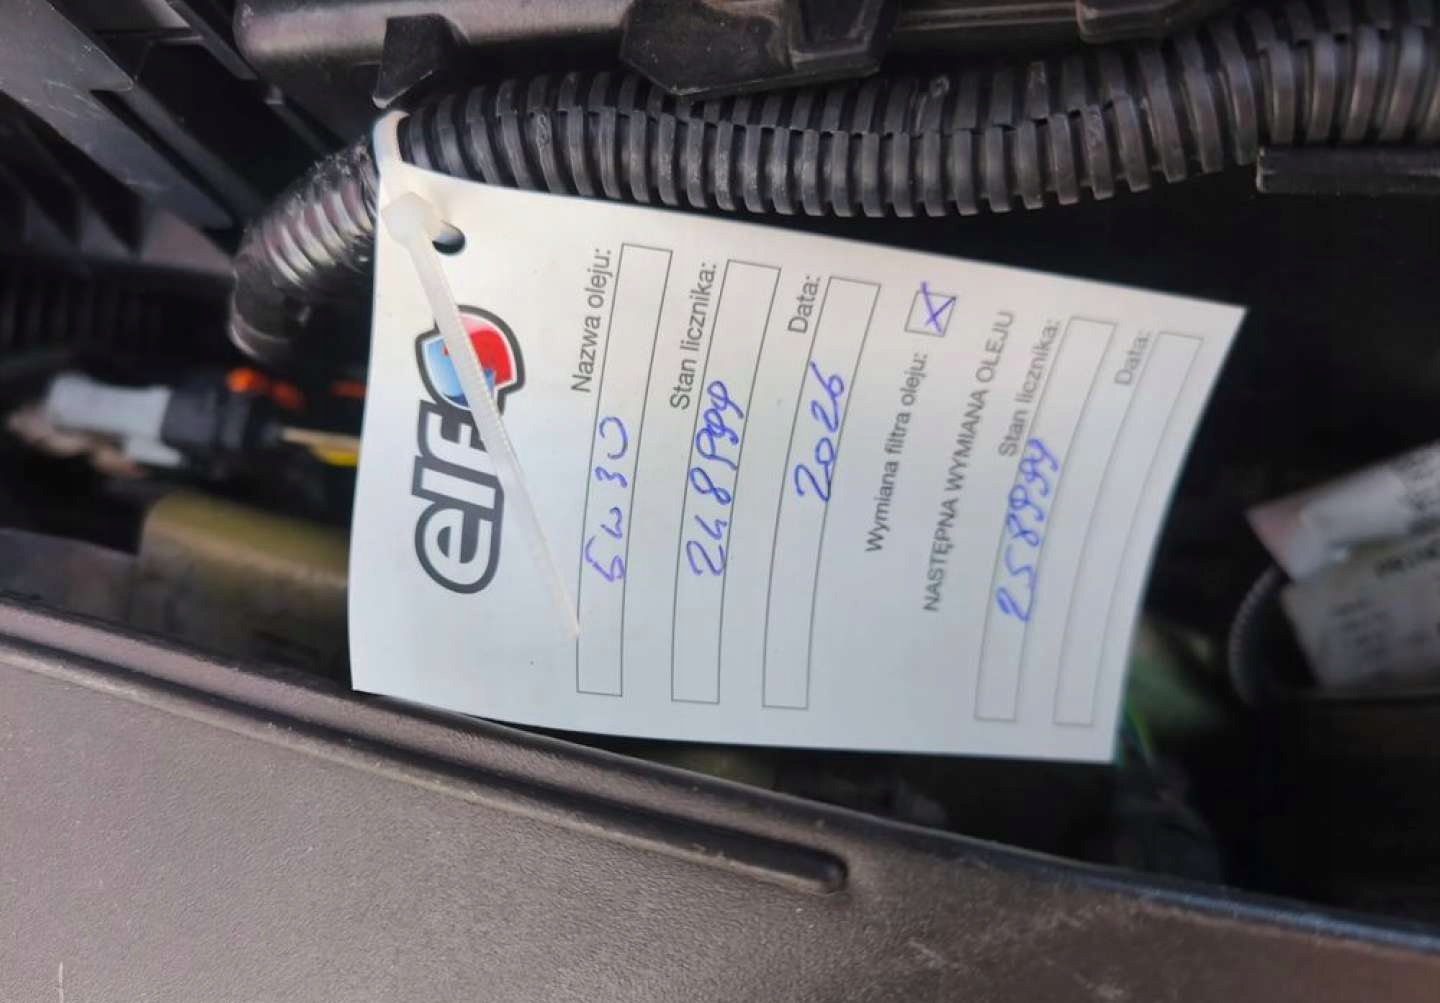 elf
Nazwa oleju:
5w30
Stan licznika:
248999
Data:
2026
Wymiana filtra oleju: X
NASTĘPNA WYMIANA OLEJU
Stan licznika:
258999
Data: